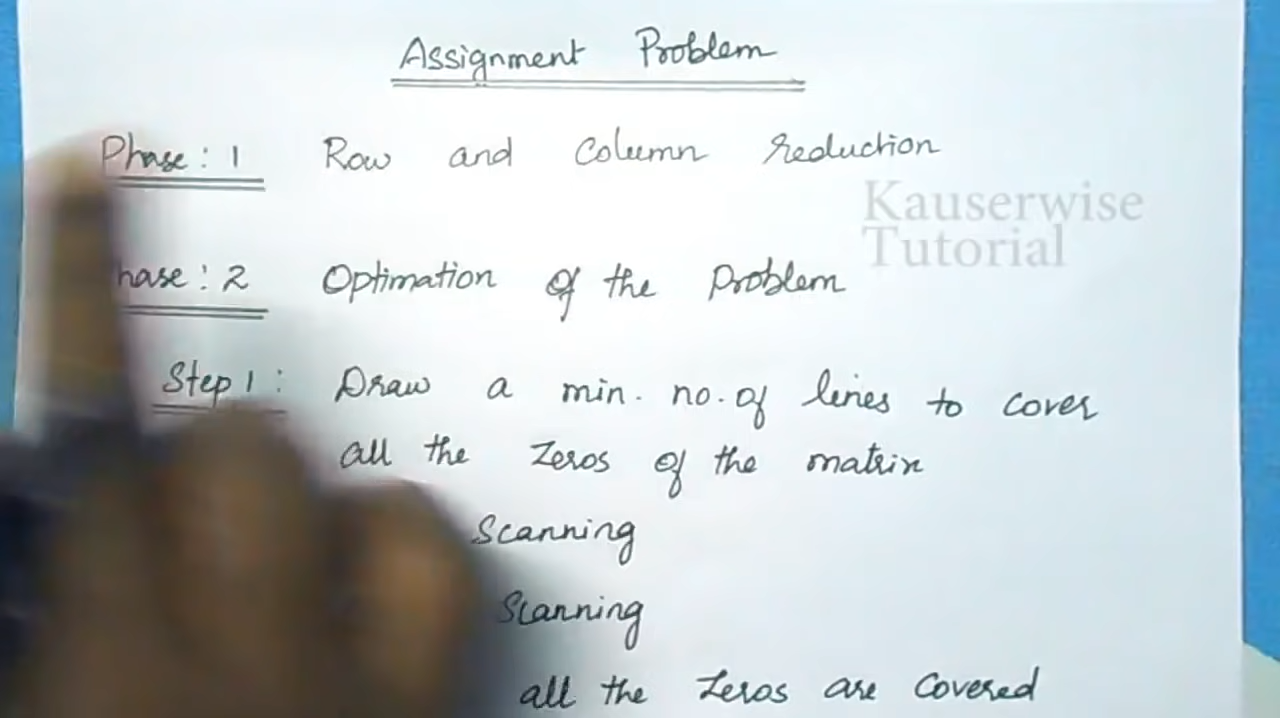 Assignment Problem
Phase : 1 Row and Column reduction
Kauserwise
Tutorial
hase : 2 Optimation of the Problem
Step 1 : Draw a min. no. of lines to cover
all the Zeros of the matrix
Scanning
Scanning
all the Zeros are Covered